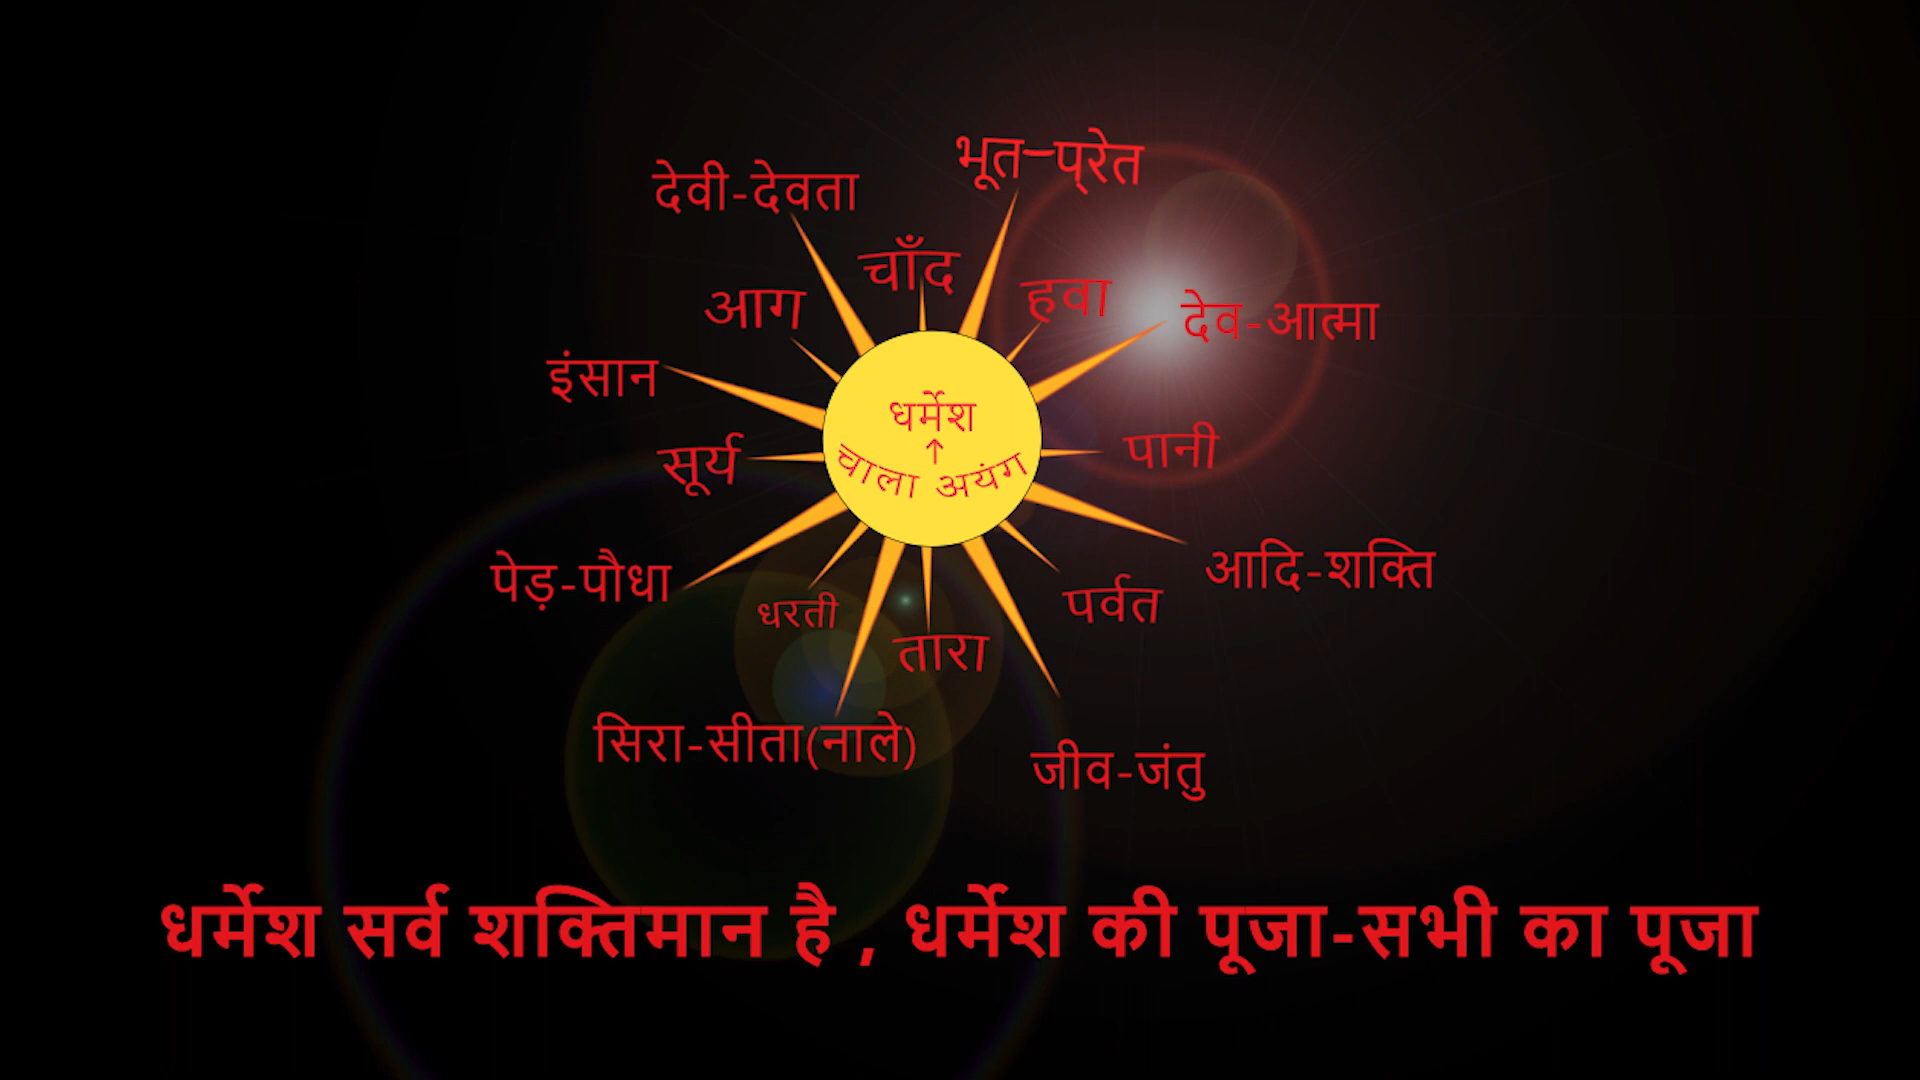 भूत-प्रेत
देवी-देवता
चाँद
हवा
आग
देव-आत्मा
इंसान
धर्मेश
↑
चाला अयंग
सूर्य
पानी
पेड़-पौधा
आदि-शक्ति
धरती
पर्वत
तारा
सिरा-सीता(नाले)
जीव-जंतु
धर्मेश सर्व शक्तिमान है , धर्मेश की पूजा-सभी का पूजा